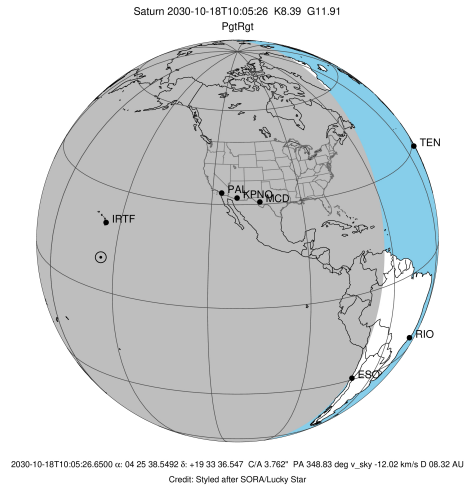 Saturn 2030-10-18T10:05:26 K8.39 G11.91
PgtRgt
TEN
PAL
KPNO
MCD
IRTF
RIO
ESO
2030-10-18T10:05:26.6500 α: 04 25 38.5492 δ: +19 33 36.547 C/A 3.762" PA 348.83 deg v_sky -12.02 km/s D 08.32 AU
Credit: Styled after SORA/Lucky Star